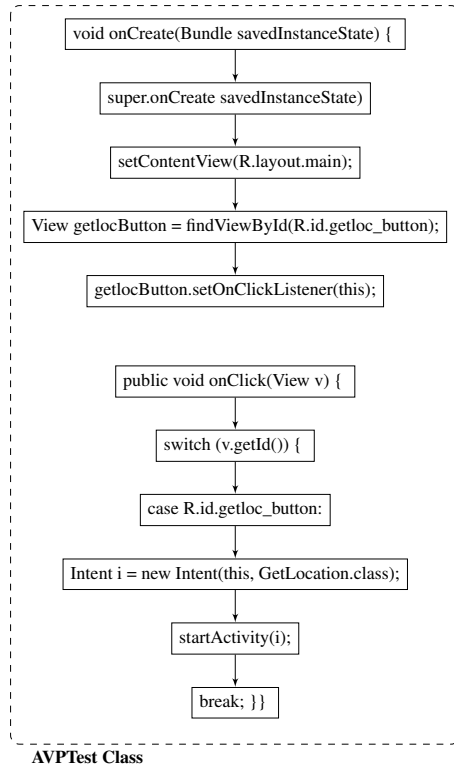 void onCreate(Bundle savedInstanceState) {
super.onCreate savedInstanceState)
setContentView(R.layout.main);
View getlocButton = findViewById(R.id.getloc_button);
getlocButton.setOnClickListener(this);
public void onClick(View v) {
switch (v.getId()) {
case R.id.getloc_button:
Intent i = new Intent(this, GetLocation.class);
startActivity(i);
break; }}
AVPTest Class